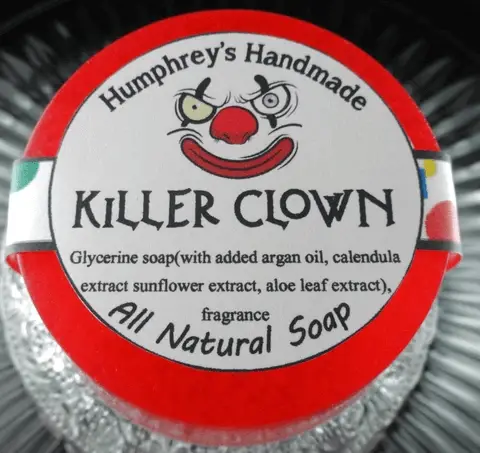 Humphrey's Handmade
KiLLER CLOWN
Glycerine soap(with added argan oil, calendula
extract sunflower extract, aloe leaf extract),
fragrance
All Natural Soap